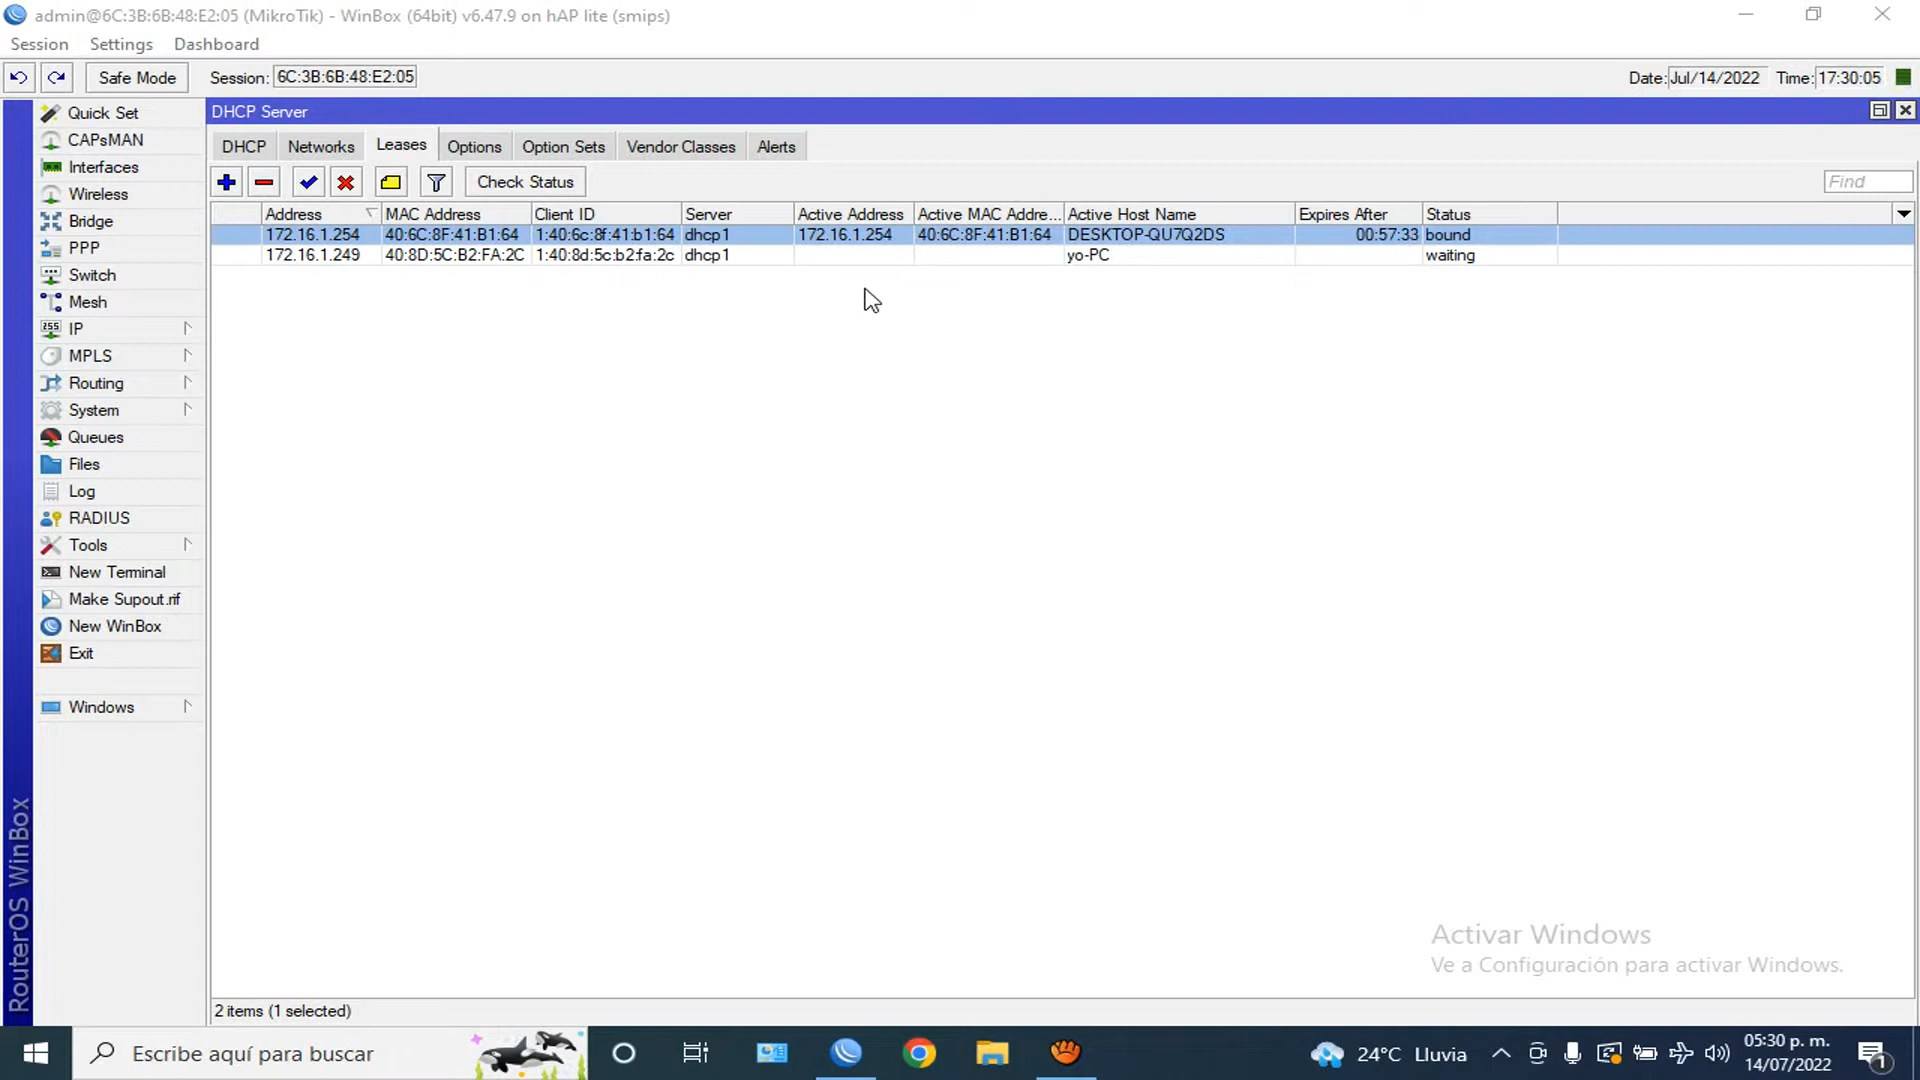 admin@6C:3B:6B:48:E2:05 (MikroTik) - WinBox (64bit) v6.47.9 on hAP lite (smips)
Session Settings Dashboard
Safe Mode Session: 6C:3B:6B:48:E2:05 Date: Jul/14/2022 Time: 17:30:05
Quick Set
CAPsMAN
Interfaces
Wireless
Bridge
PPP
Switch
Mesh
IP
MPLS
Routing
System
Queues
Files
Log
RADIUS
Tools
New Terminal
Make Supout.rif
New WinBox
Exit
Windows
RouterOS WinBox
DHCP Server
DHCP Networks Leases Options Option Sets Vendor Classes Alerts
Check Status Find
Address MAC Address Client ID Server Active Address Active MAC Addre... Active Host Name Expires After Status
172.16.1.254 40:6C:8F:41:B1:64 1:40:6c:8f:41:b1:64 dhcp1 172.16.1.254 40:6C:8F:41:B1:64 DESKTOP-QU7Q2DS 00:57:33 bound
172.16.1.249 40:8D:5C:B2:FA:2C 1:40:8d:5c:b2:fa:2c dhcp1 yo-PC waiting
Activar Windows
Ve a Configuración para activar Windows.
2 items (1 selected)
Escribe aquí para buscar
24°C Lluvia
05:30 p. m.
14/07/2022
1